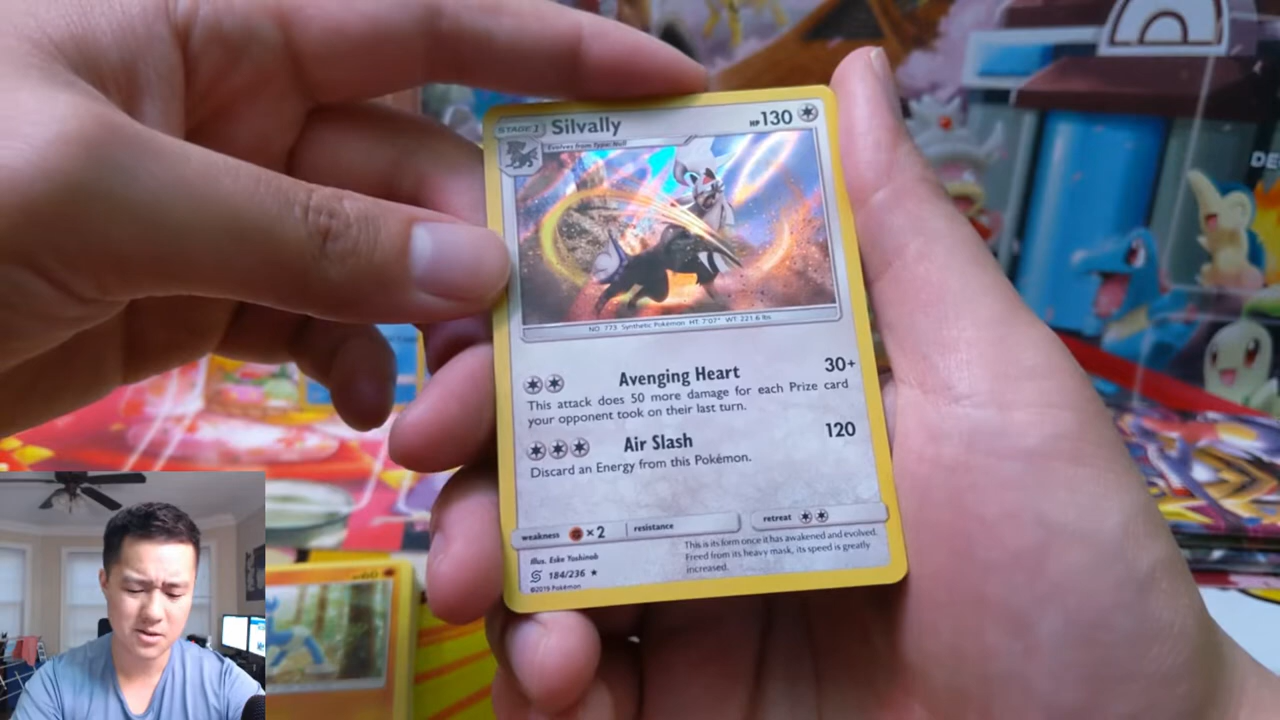 STAGE 1 Silvally HP 130
Evolves from Type: Null
NO. 773 Synthetic Pokémon HT: 7'07" WT: 221.6 lbs
Avenging Heart 30+
This attack does 50 more damage for each Prize card
your opponent took on their last turn.
Air Slash 120
Discard an Energy from this Pokémon.
weakness ×2 resistance retreat
This is its form once it has awakened and evolved.
Freed from its heavy mask, its speed is greatly
increased.
Illus. Eske Yoshinob
184/236 ★
©2019 Pokémon
DE